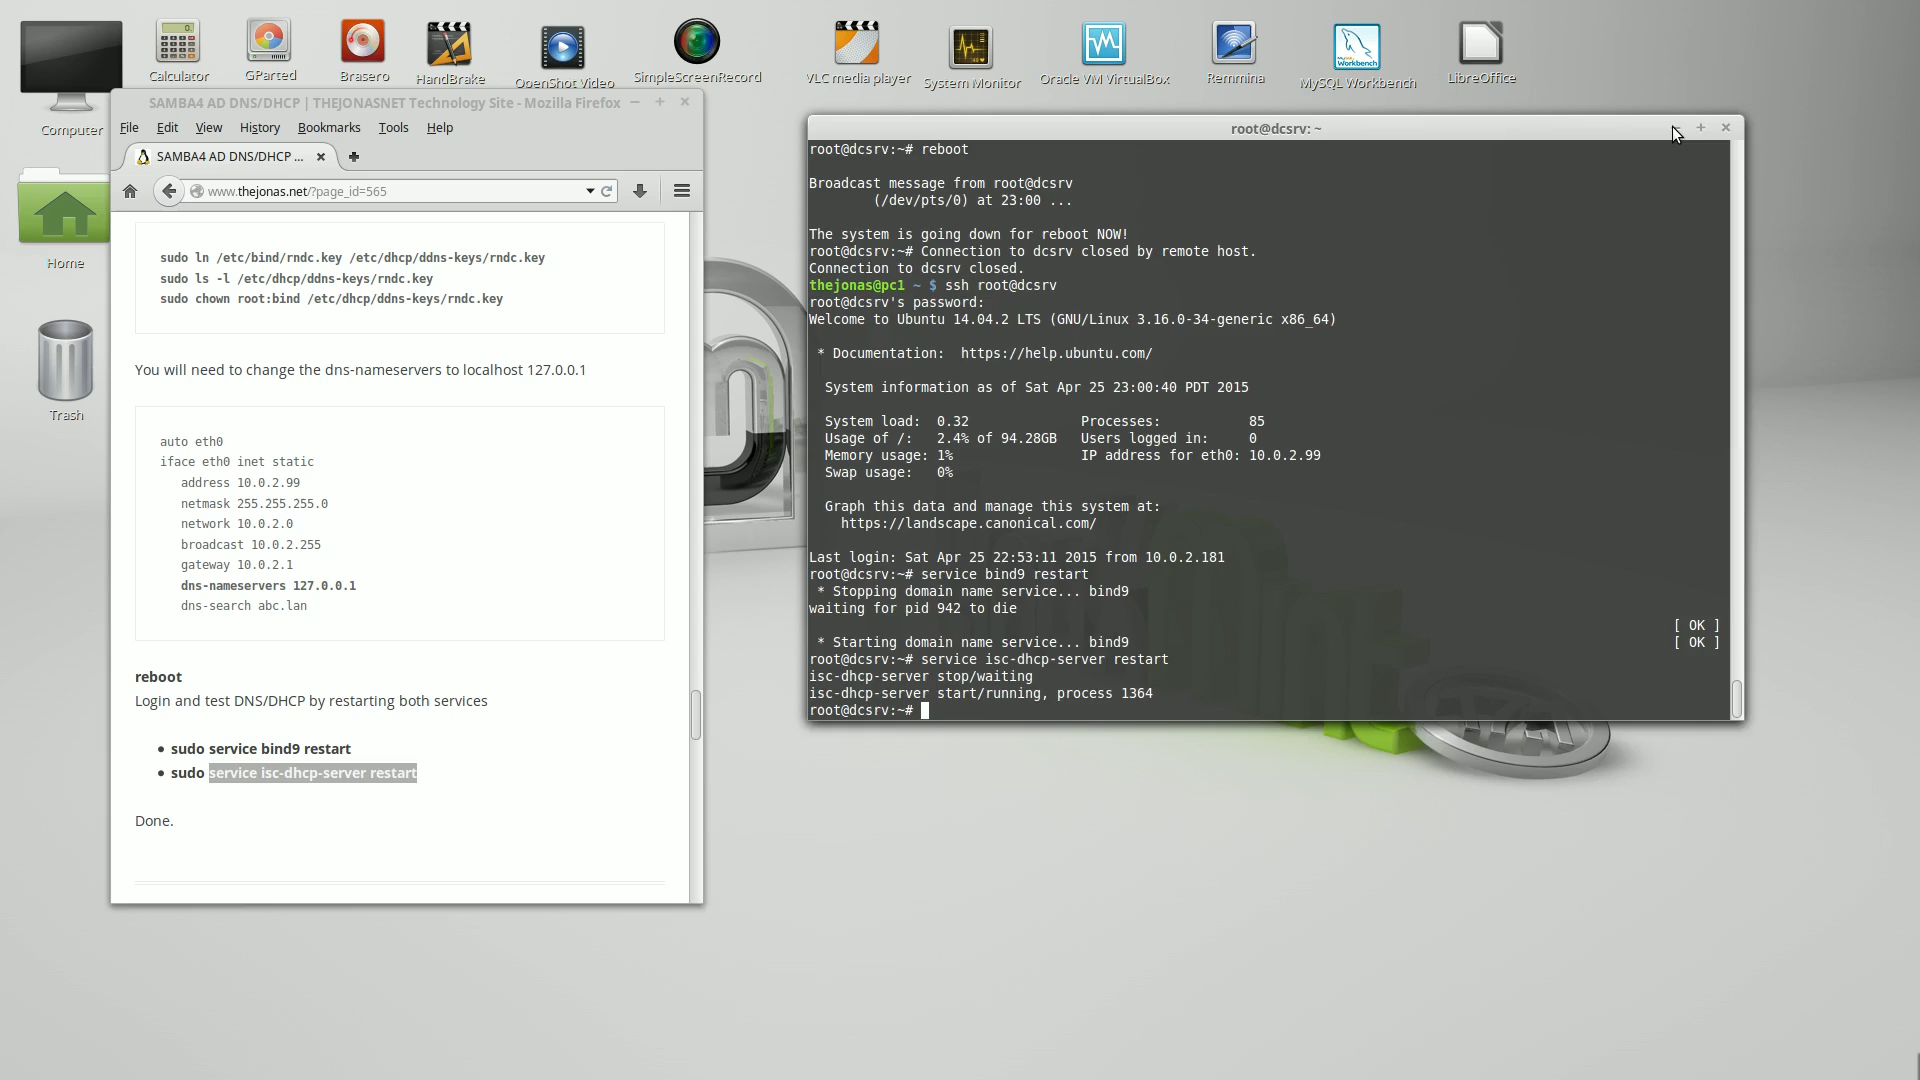 Calculator
GParted
Brasero
HandBrake
OpenShot Video
SimpleScreenRecord
VLC media player
System Monitor
Oracle VM VirtualBox
Remmina
MySQL Workbench
LibreOffice
Computer
Home
Trash
SAMBA4 AD DNS/DHCP | THEJONASNET Technology Site - Mozilla Firefox
File Edit View History Bookmarks Tools Help
SAMBA4 AD DNS/DHCP ...
www.thejonas.net/?page_id=565
sudo ln /etc/bind/rndc.key /etc/dhcp/ddns-keys/rndc.key
sudo ls -l /etc/dhcp/ddns-keys/rndc.key
sudo chown root:bind /etc/dhcp/ddns-keys/rndc.key
You will need to change the dns-nameservers to localhost 127.0.0.1
auto eth0
iface eth0 inet static
address 10.0.2.99
netmask 255.255.255.0
network 10.0.2.0
broadcast 10.0.2.255
gateway 10.0.2.1
dns-nameservers 127.0.0.1
dns-search abc.lan
reboot
Login and test DNS/DHCP by restarting both services
• sudo service bind9 restart
• sudo service isc-dhcp-server restart
Done.
root@dcsrv: ~
root@dcsrv:~# reboot
Broadcast message from root@dcsrv
(/dev/pts/0) at 23:00 ...
The system is going down for reboot NOW!
root@dcsrv:~# Connection to dcsrv closed by remote host.
Connection to dcsrv closed.
thejonas@pc1 ~ $ ssh root@dcsrv
root@dcsrv's password:
Welcome to Ubuntu 14.04.2 LTS (GNU/Linux 3.16.0-34-generic x86_64)
* Documentation: https://help.ubuntu.com/
System information as of Sat Apr 25 23:00:40 PDT 2015
System load: 0.32 Processes: 85
Usage of /: 2.4% of 94.28GB Users logged in: 0
Memory usage: 1% IP address for eth0: 10.0.2.99
Swap usage: 0%
Graph this data and manage this system at:
https://landscape.canonical.com/
Last login: Sat Apr 25 22:53:11 2015 from 10.0.2.181
root@dcsrv:~# service bind9 restart
* Stopping domain name service... bind9
waiting for pid 942 to die
[ OK ]
* Starting domain name service... bind9 [ OK ]
root@dcsrv:~# service isc-dhcp-server restart
isc-dhcp-server stop/waiting
isc-dhcp-server start/running, process 1364
root@dcsrv:~#